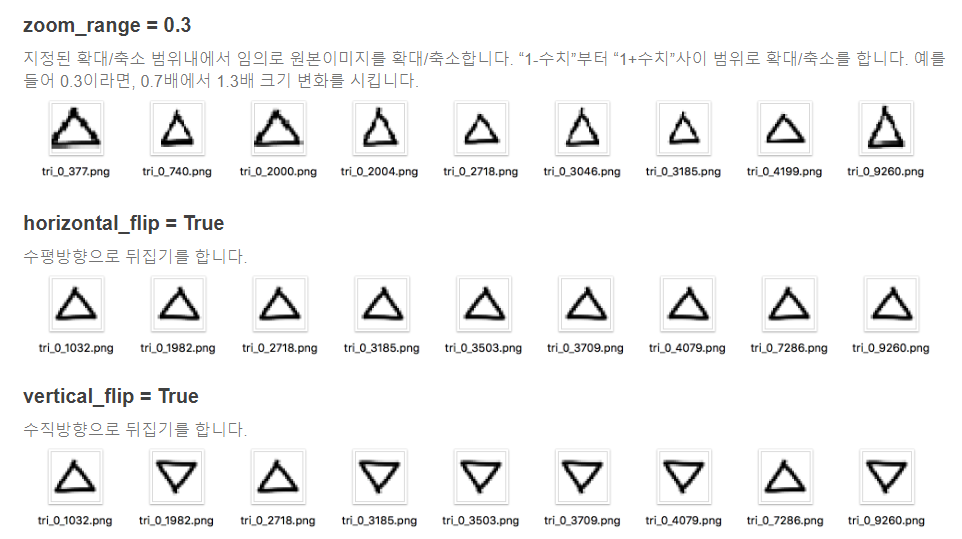 zoom_range = 0.3
지정된 확대/축소 범위내에서 임의로 원본이미지를 확대/축소합니다. “1-수치”부터 “1+수치”사이 범위로 확대/축소를 합니다. 예를
들어 0.3이라면, 0.7배에서 1.3배 크기 변화를 시킵니다.
tri_0_377.png tri_0_740.png tri_0_2000.png tri_0_2004.png tri_0_2718.png tri_0_3046.png tri_0_3185.png tri_0_4199.png tri_0_9260.png
horizontal_flip = True
수평방향으로 뒤집기를 합니다.
tri_0_1032.png tri_0_1982.png tri_0_2718.png tri_0_3185.png tri_0_3503.png tri_0_3709.png tri_0_4079.png tri_0_7286.png tri_0_9260.png
vertical_flip = True
수직방향으로 뒤집기를 합니다.
tri_0_1032.png tri_0_1982.png tri_0_2718.png tri_0_3185.png tri_0_3503.png tri_0_3709.png tri_0_4079.png tri_0_7286.png tri_0_9260.png